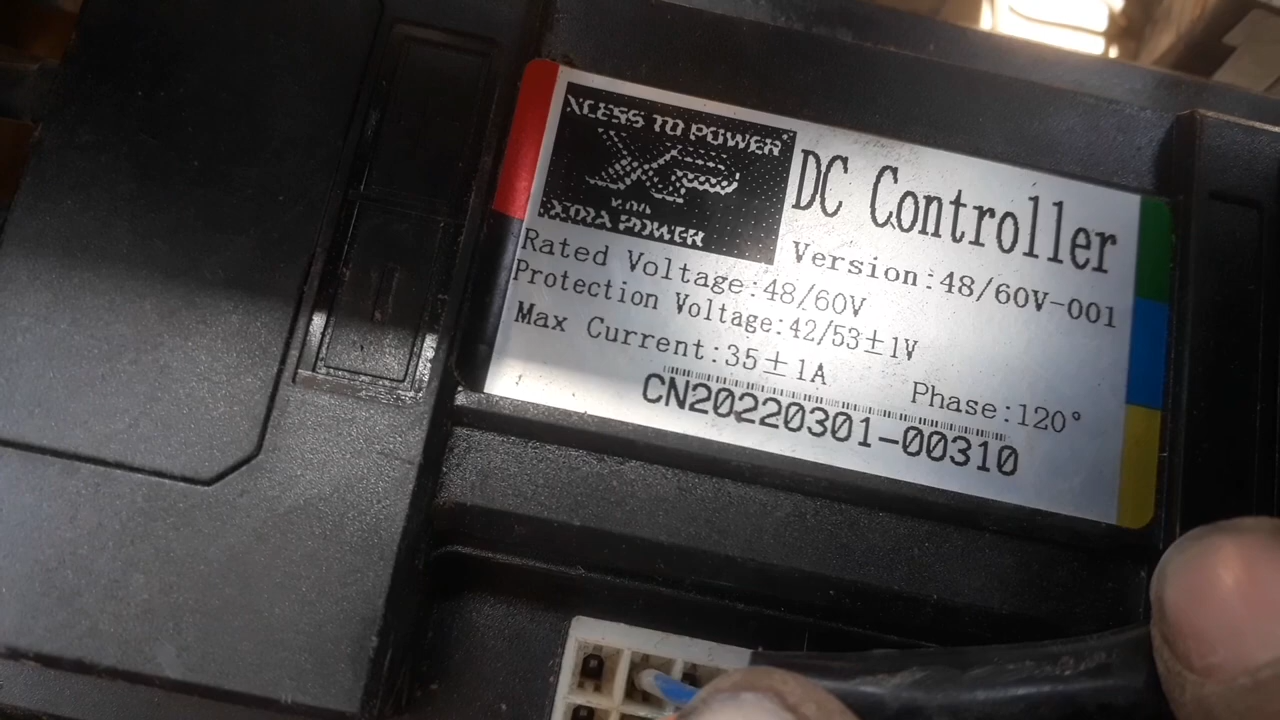 XCESS TO POWER
XP
EXTRA POWER
DC Controller
Version:48/60V-001
Rated Voltage:48/60V
Protection Voltage:42/53±1V
Max Current:35±1A
Phase:120°
CN20220301-00310